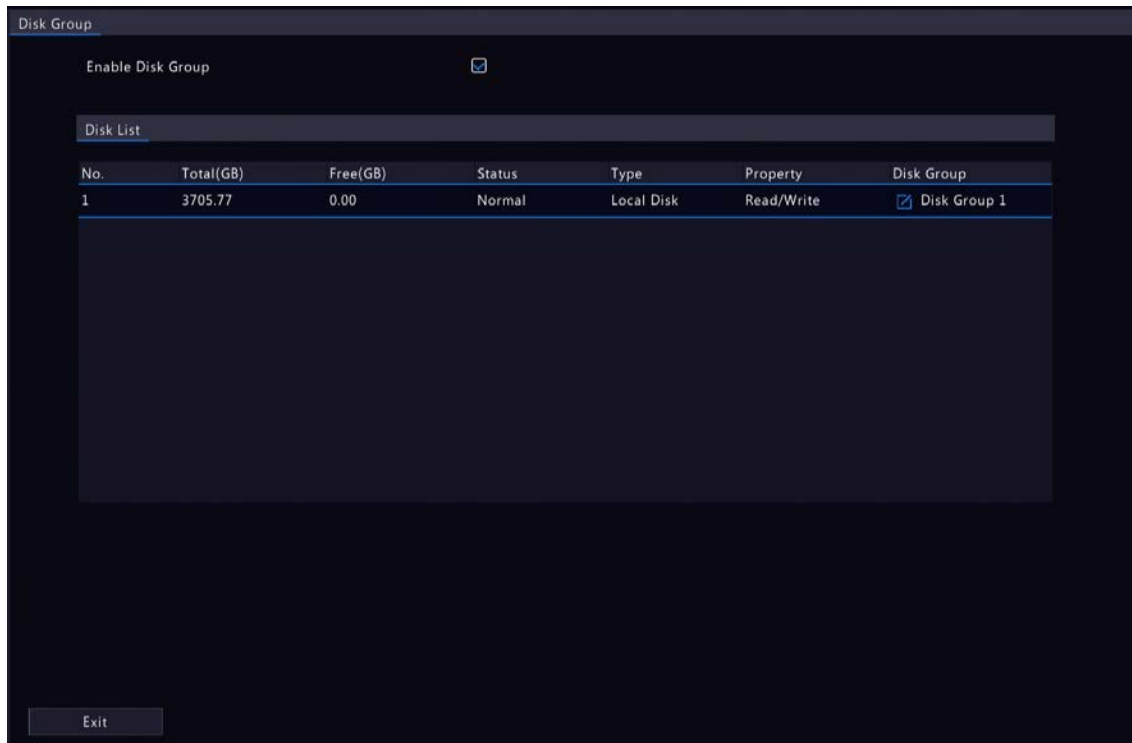 Disk Group
Enable Disk Group
Disk List
No. Total(GB) Free(GB) Status Type Property Disk Group
1 3705.77 0.00 Normal Local Disk Read/Write Disk Group 1
Exit